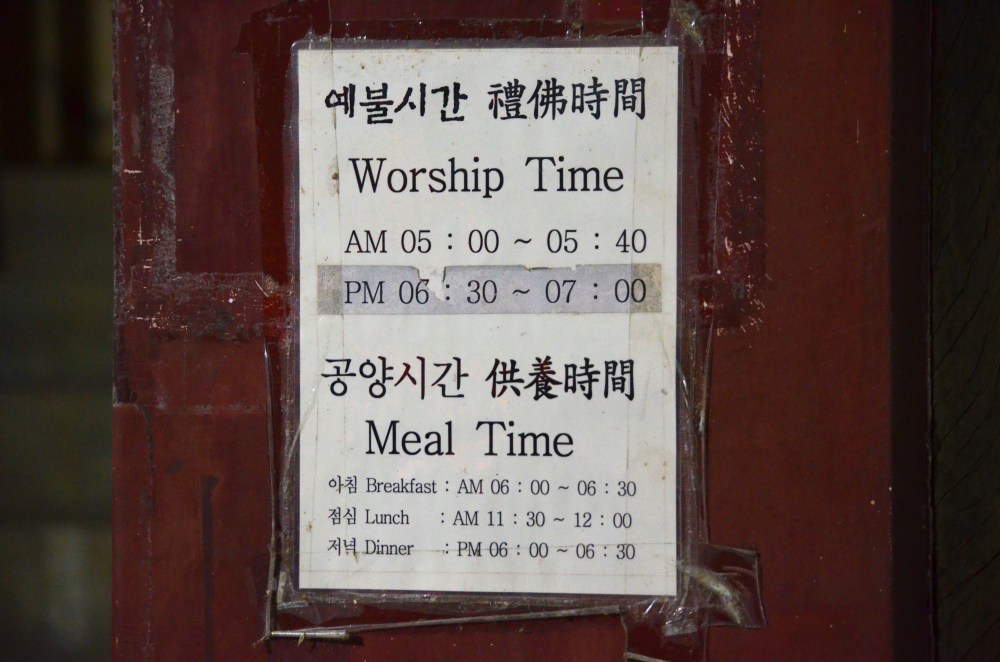 예불시간 禮佛時間
Worship Time
AM 05 : 00 ~ 05 : 40
PM 06 : 30 ~ 07 : 00
공양시간 供養時間
Meal Time
아침 Breakfast : AM 06 : 00 ~ 06 : 30
점심 Lunch : AM 11 : 30 ~ 12 : 00
저녁 Dinner : PM 06 : 00 ~ 06 : 30